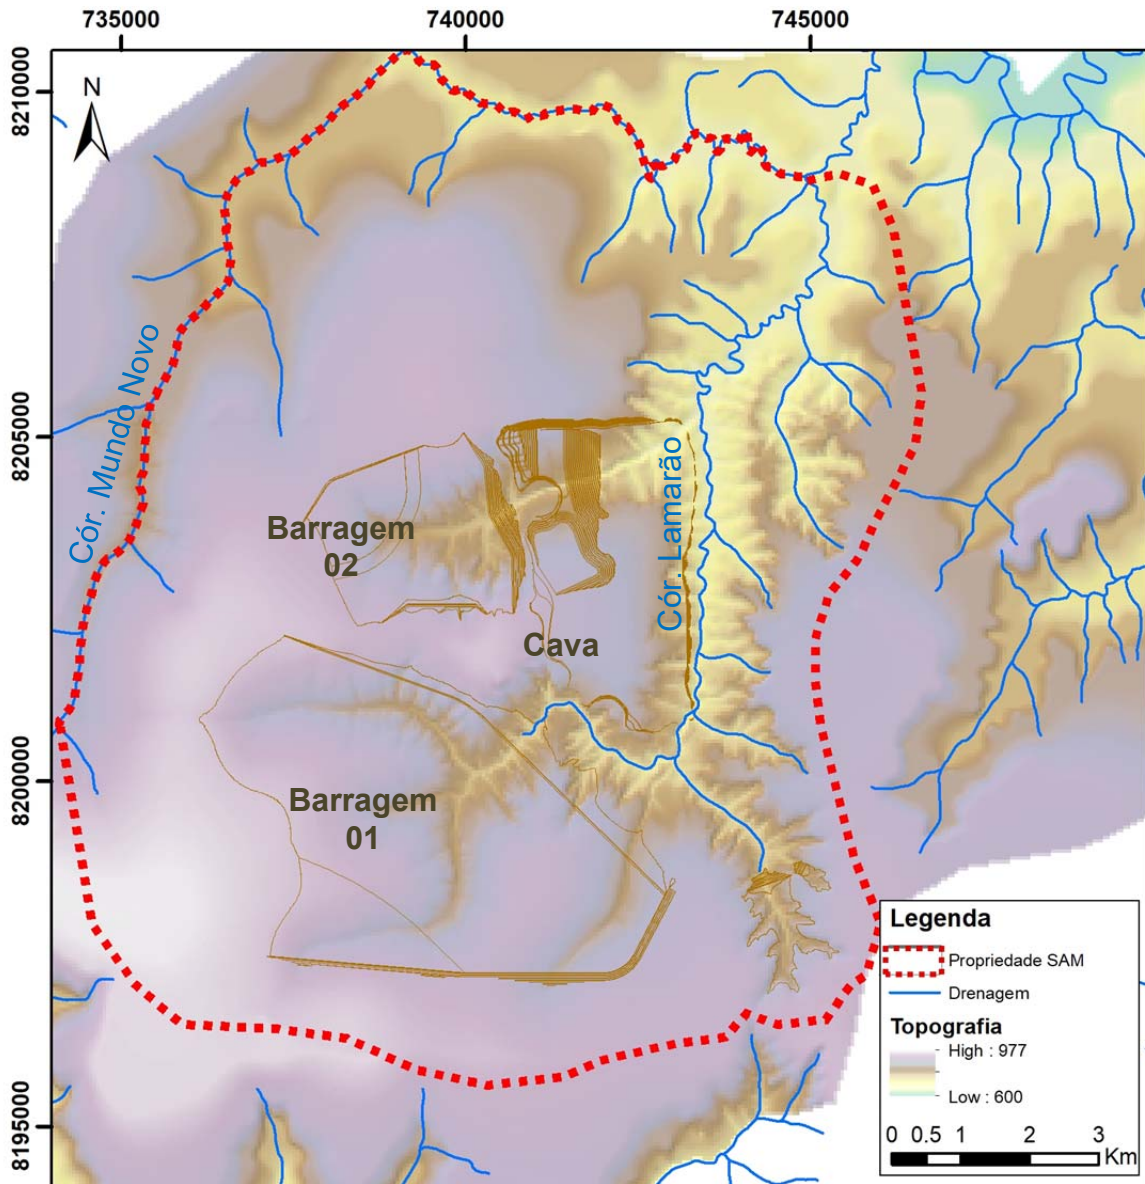 735000
740000
745000
8210000
N
Cór. Mundo Novo
8205000
Barragem
02
Cór. Lamarão
Cava
8200000
Barragem
01
Legenda
Propriedade SAM
Drenagem
Topografia
High : 977
Low : 600
8195000
0 0.5 1 2 3
Km